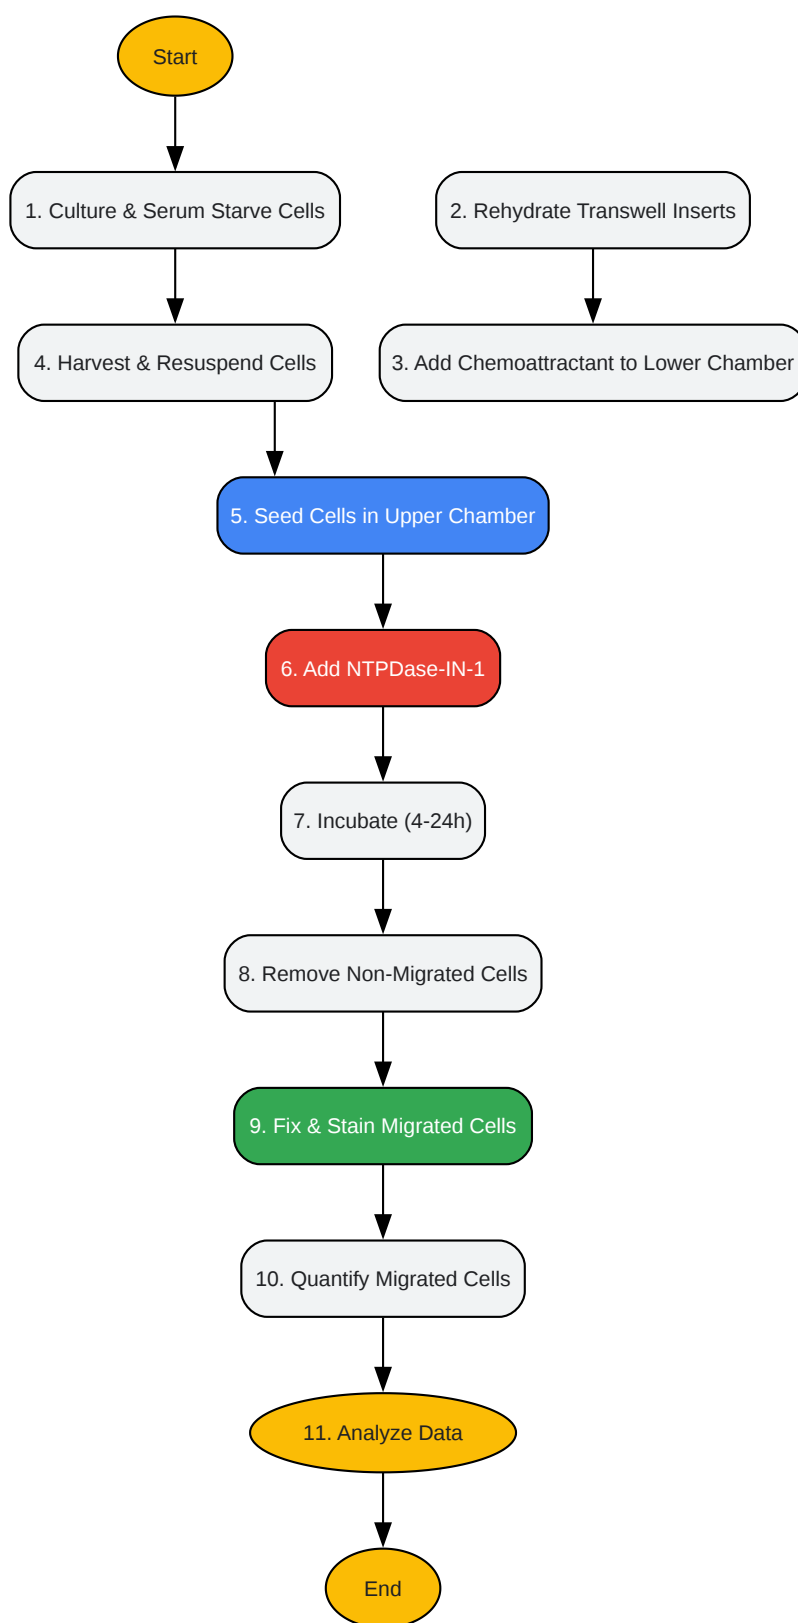 Start
1. Culture & Serum Starve Cells
2. Rehydrate Transwell Inserts
4. Harvest & Resuspend Cells
3. Add Chemoattractant to Lower Chamber
5. Seed Cells in Upper Chamber
6. Add NTPDase-IN-1
7. Incubate (4-24h)
8. Remove Non-Migrated Cells
9. Fix & Stain Migrated Cells
10. Quantify Migrated Cells
11. Analyze Data
End